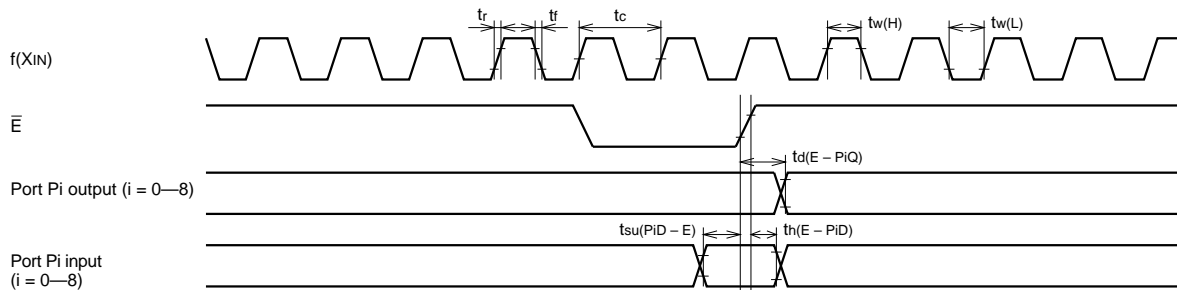 tr tf tc tw(H) tw(L)
f(XIN)
E̅
td(E – PiQ)
Port Pi output (i = 0—8)
tsu(PiD – E) th(E – PiD)
Port Pi input
(i = 0—8)